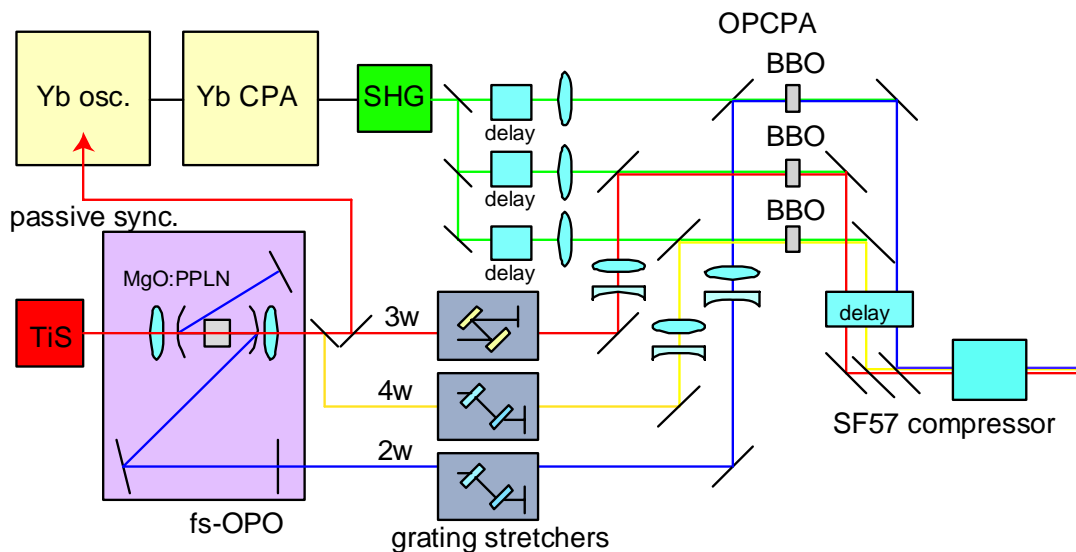 OPCPA
Yb osc.
Yb CPA
SHG
BBO
delay
BBO
delay
BBO
delay
passive sync.
MgO:PPLN
TiS
3w
delay
4w
SF57 compressor
2w
fs-OPO
grating stretchers